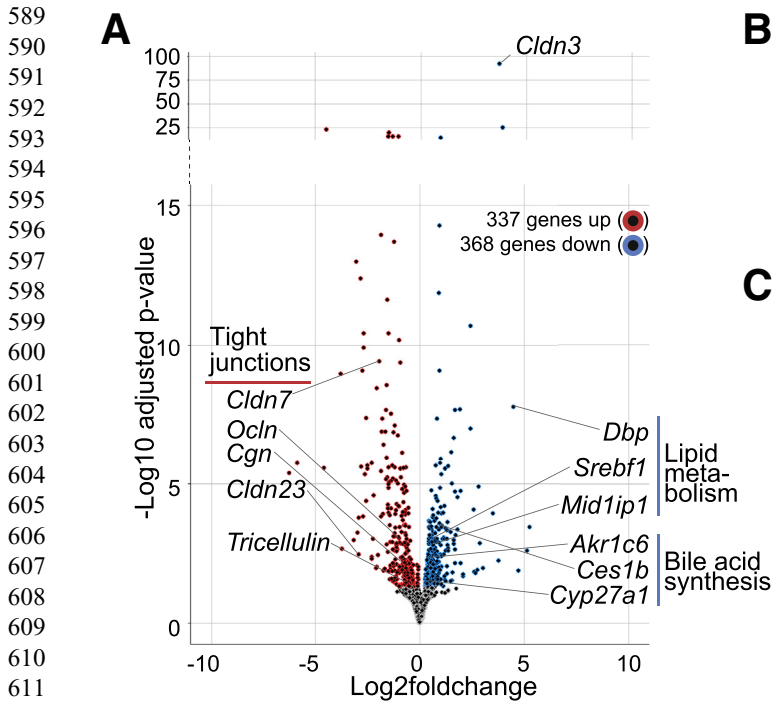 589
590
591
592
593
594
595
596
597
598
599
600
601
602
603
604
605
606
607
608
609
610
611
A
B
C
Cldn3
100
75
50
25
15
10
5
0
-Log10 adjusted p-value
337 genes up ( )
368 genes down ( )
Tight
junctions
Cldn7
Ocln
Cgn
Cldn23
Tricellulin
Dbp
Srebf1
Mid1ip1
Akr1c6
Ces1b
Cyp27a1
Lipid
meta-
bolism
Bile acid
synthesis
-10
-5
0
5
10
Log2foldchange